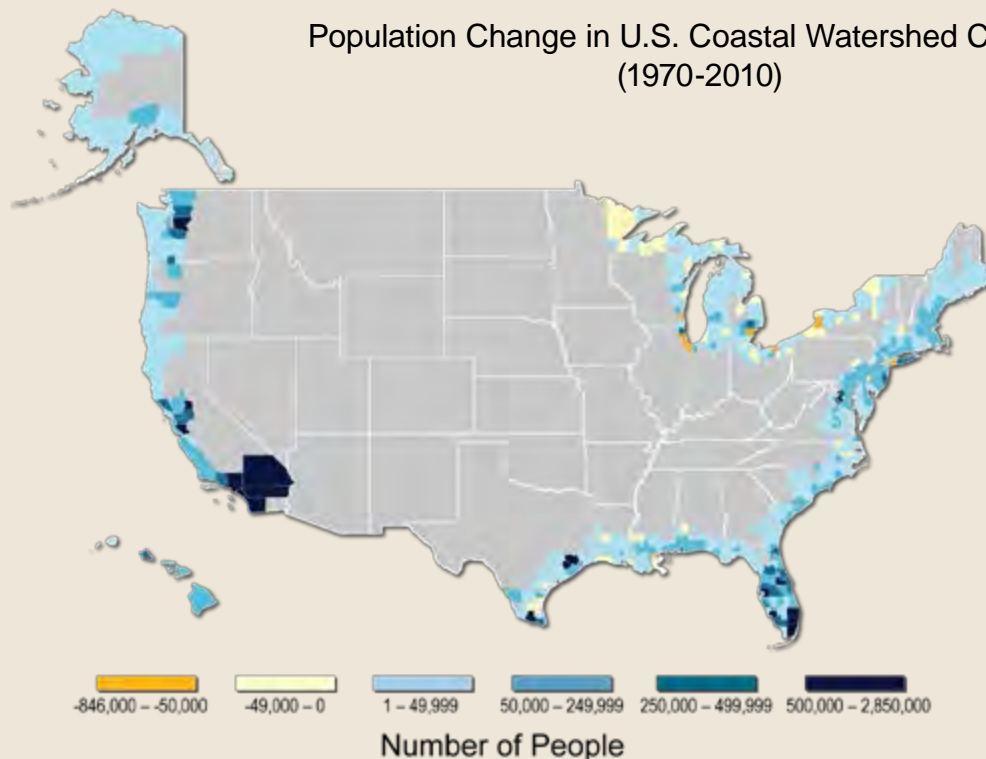 Population Change in U.S. Coastal Watershed C
(1970-2010)
-846,000 – -50,000 -49,000 – 0 1 – 49,999 50,000 – 249,999 250,000 – 499,999 500,000 – 2,850,000
Number of People